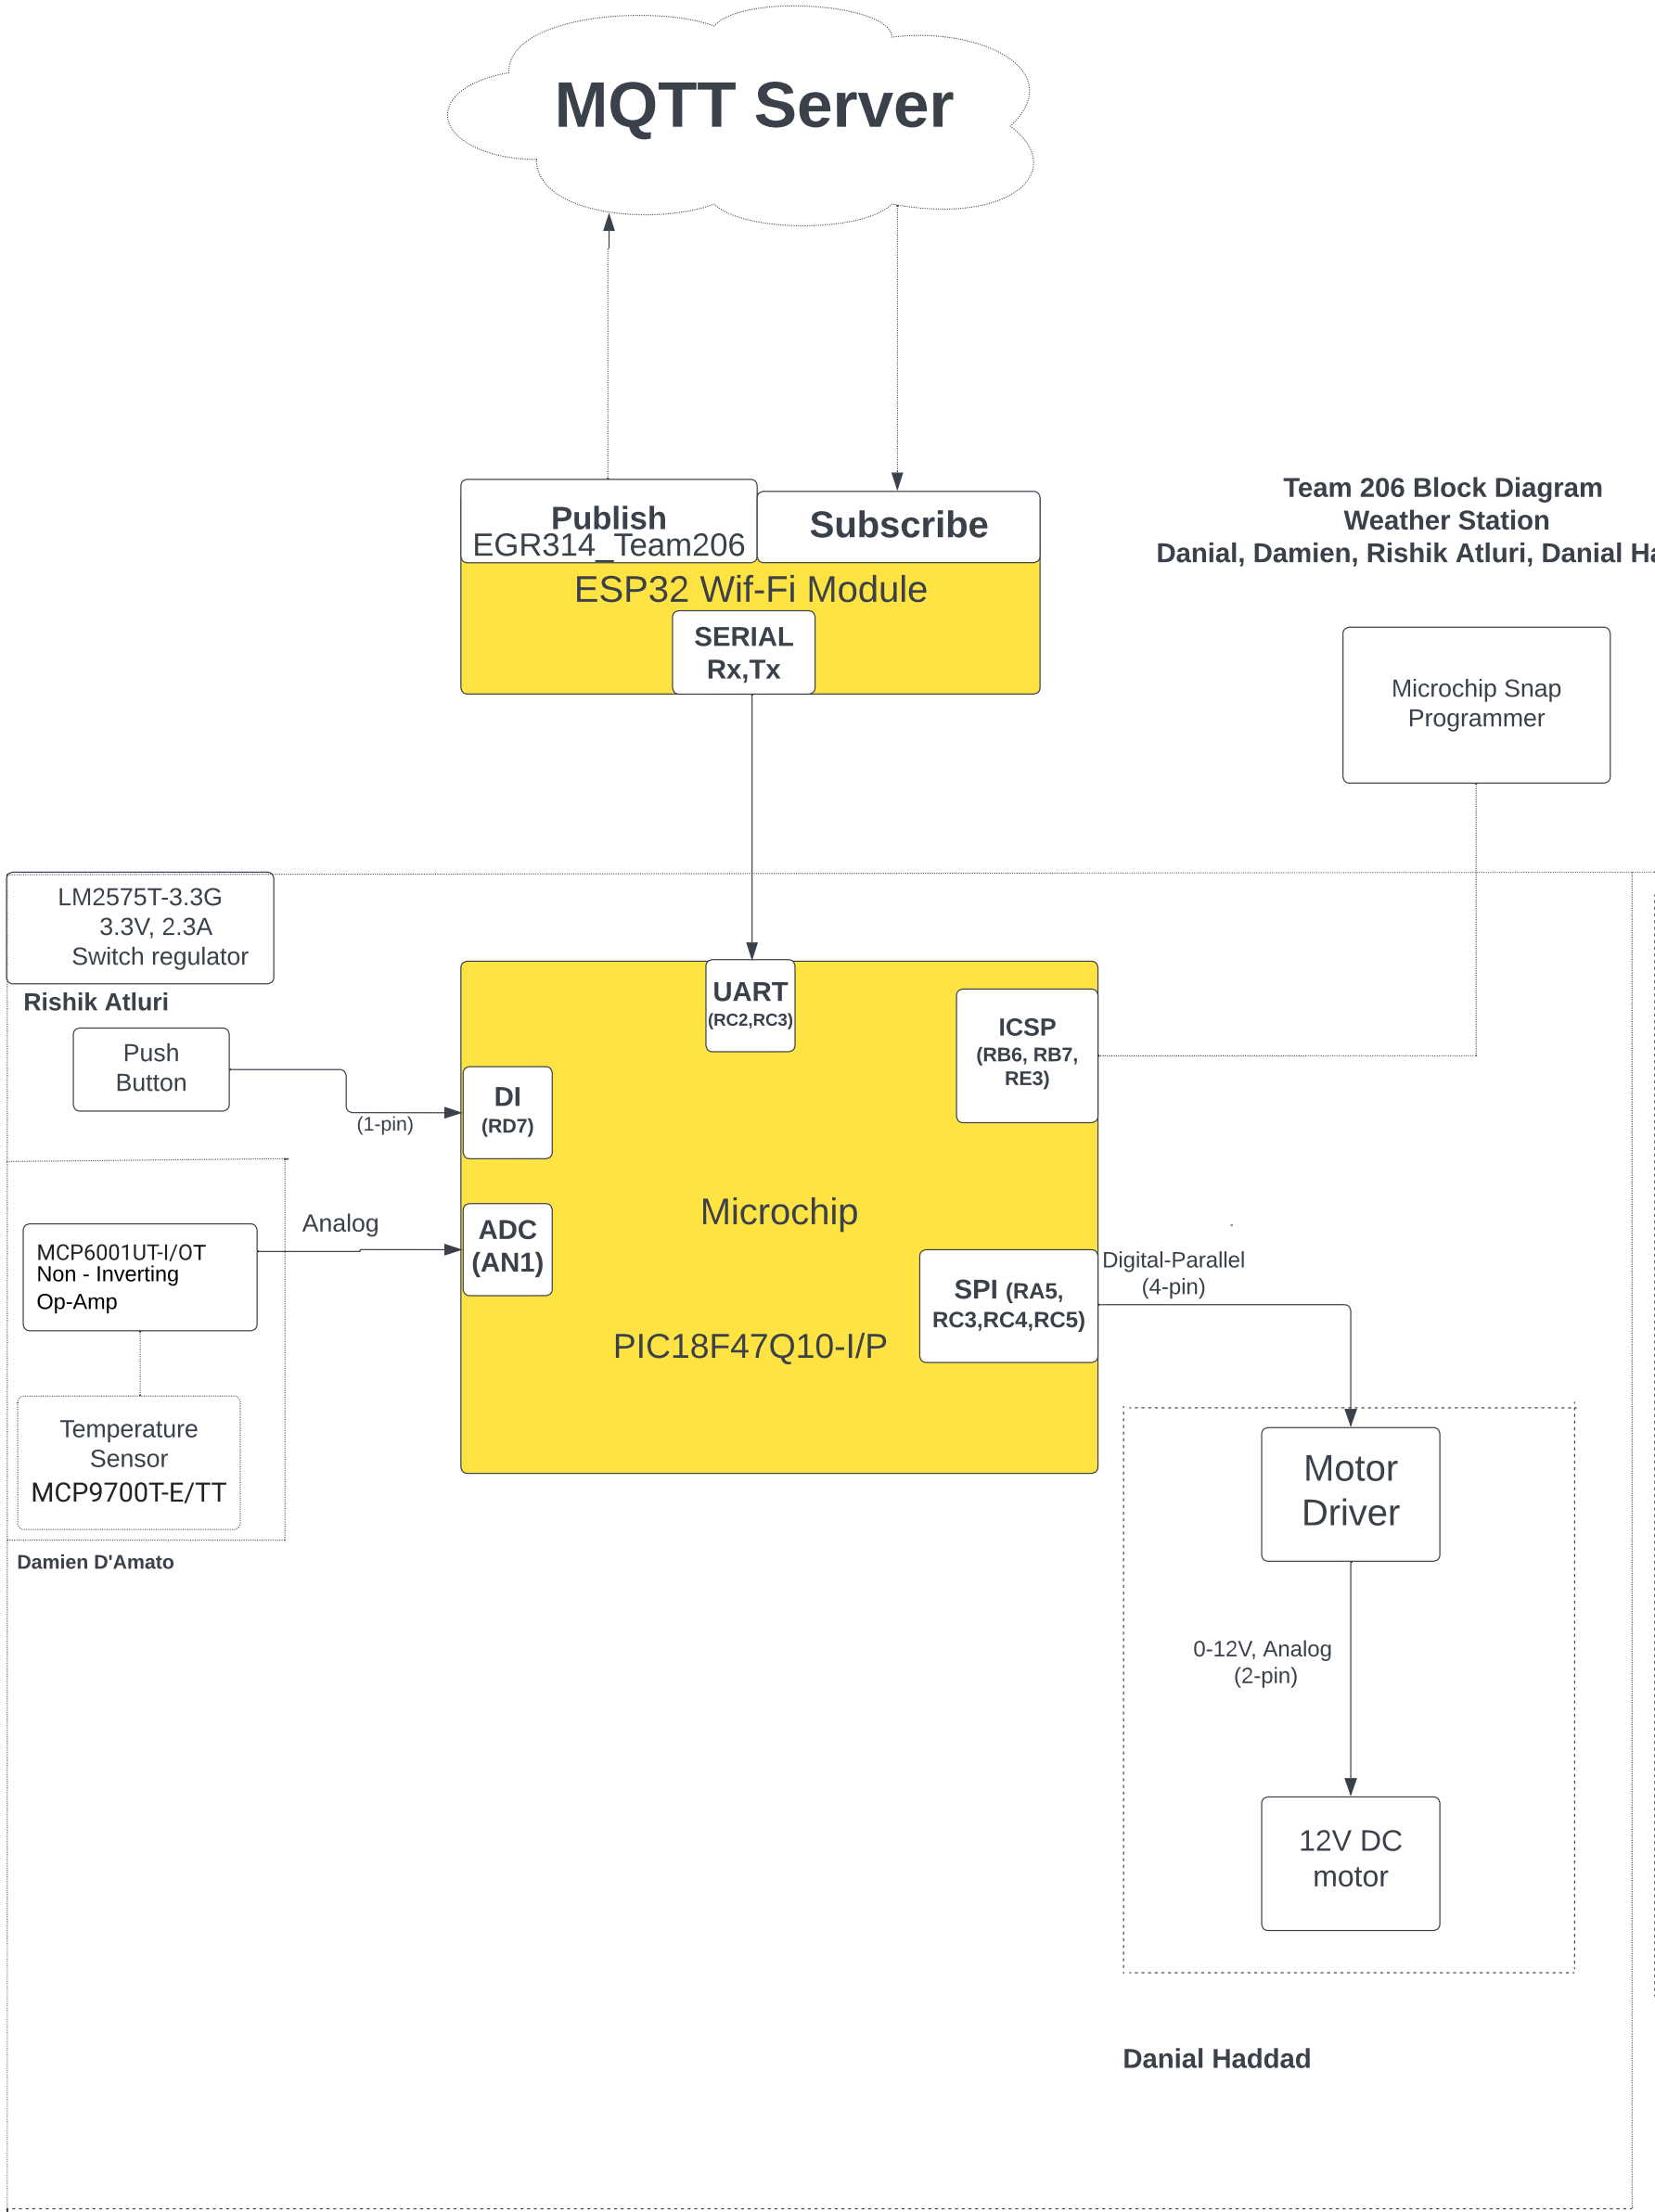 MQTT Server
Publish
EGR314_Team206
Subscribe
ESP32 Wif-Fi Module
SERIAL
Rx,Tx
Team 206 Block Diagram
Weather Station
Danial, Damien, Rishik Atluri, Danial Ha
Microchip Snap
Programmer
LM2575T-3.3G
3.3V, 2.3A
Switch regulator
Rishik Atluri
Push
Button
(1-pin)
UART
(RC2,RC3)
ICSP
(RB6, RB7,
RE3)
DI
(RD7)
Analog
ADC
(AN1)
MCP6001UT-I/OT
Non - Inverting
Op-Amp
Microchip
PIC18F47Q10-I/P
SPI (RA5,
RC3,RC4,RC5)
Digital-Parallel
(4-pin)
Temperature
Sensor
MCP9700T-E/TT
Damien D'Amato
Motor
Driver
0-12V, Analog
(2-pin)
12V DC
motor
Danial Haddad